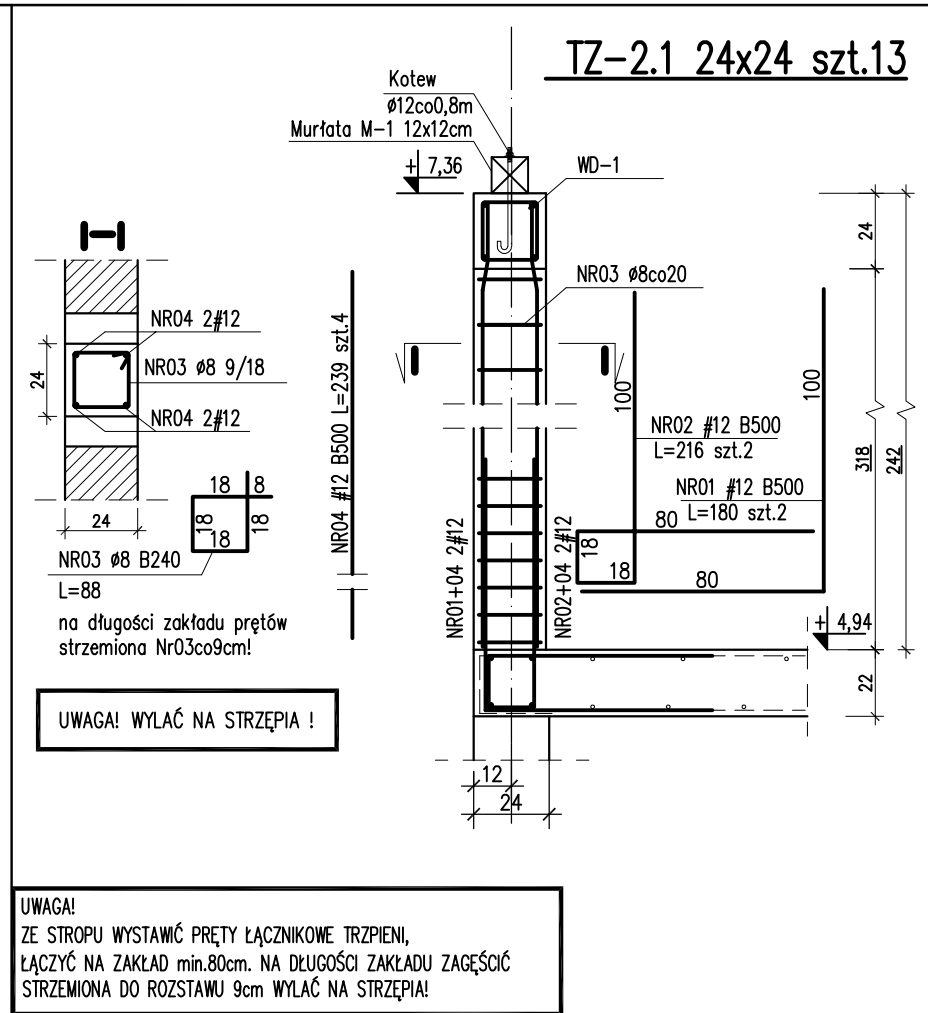 TZ-2.1 24x24 szt.13
Kotew
ø12co0,8m
Murłata M-1 12x12cm
+ 7,36
WD-1
24
I-I
NR03 ø8co20
NR04 2#12
24
NR03 ø8 9/18
NR04 2#12
NR04 #12 B500 L=239 szt.4
I
I
100
100
NR02 #12 B500
L=216 szt.2
318
242
NR01 #12 B500
L=180 szt.2
24
18
8
18
18
18
NR03 ø8 B240
L=88
na długości zakładu prętów
strzemiona Nr03co9cm!
NR01+04 2#12
NR02+04 2#12
80
18
18
80
+ 4,94
22
UWAGA! WYLAĆ NA STRZĘPIA !
12
24
UWAGA!
ZE STROPU WYSTAWIĆ PRĘTY ŁĄCZNIKOWE TRZPIENI,
ŁĄCZYĆ NA ZAKŁAD min.80cm. NA DŁUGOŚCI ZAKŁADU ZAGĘŚCIĆ
STRZEMIONA DO ROZSTAWU 9cm WYLAĆ NA STRZĘPIA!